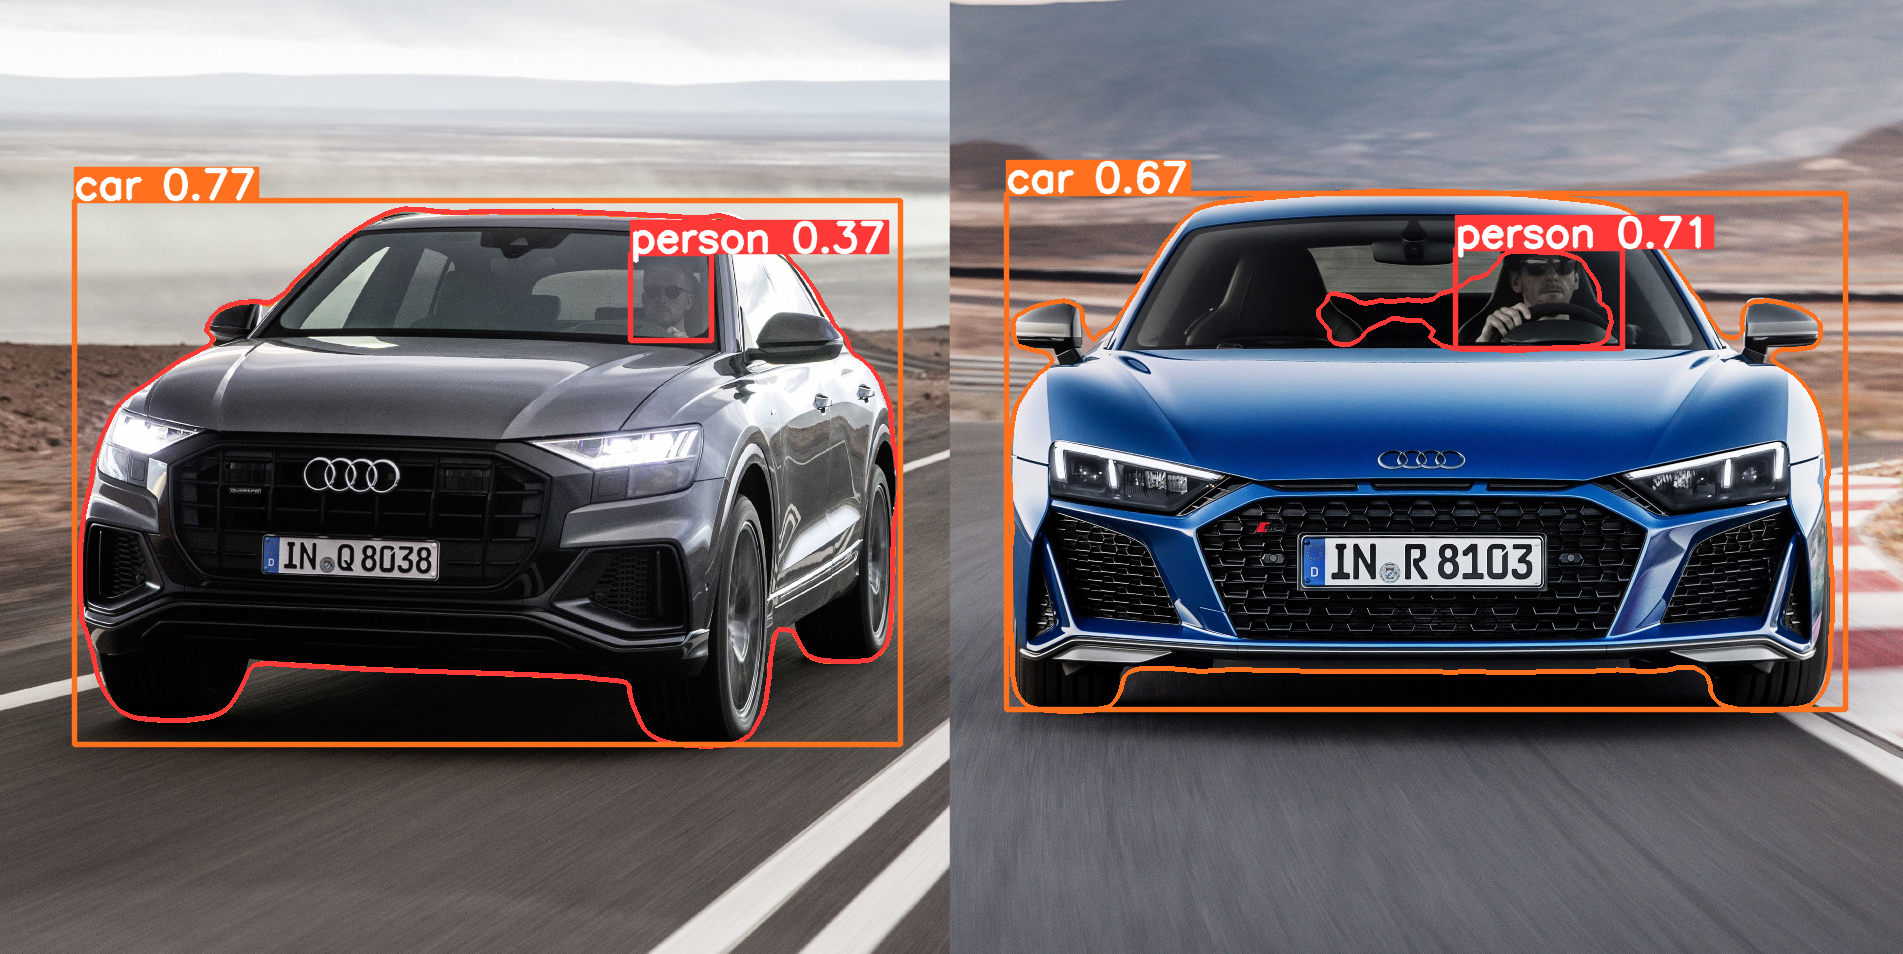 car 0.77
person 0.37
D IN Q 8038
car 0.67
person 0.71
D IN R 8103